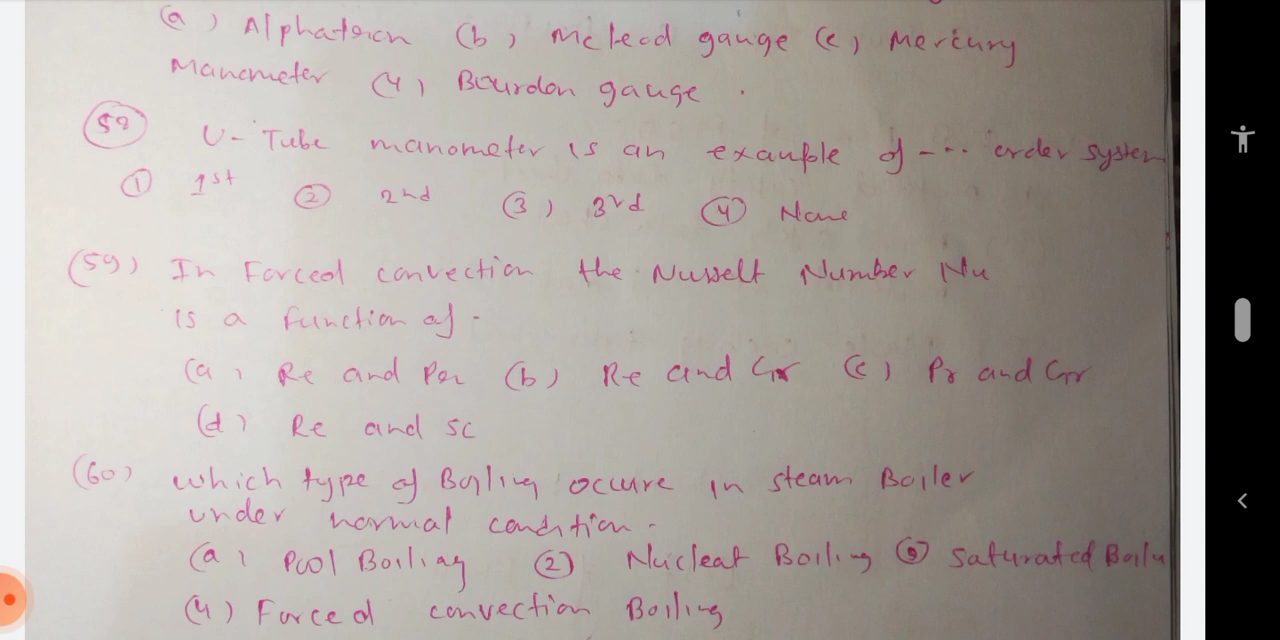 (a) Alphatron (b) Mcleod gauge (c) Mercury
Manometer (4) Bourdon gauge .
(58) U-Tube manometer is an example of --.. order system
① 1st ② 2nd (3) 3rd ④ None
(59) In Forced convection the Nusselt Number Nu
is a function of -
(a) Re and Per (b) Re and Gr (c) Pr and Gr
(d) Re and Sc
(60) which type of Boiling occure in steam Boiler
under normal condition -
(a) Pool Boiling ② Nucleat Boiling ③ Saturated Boilin
(4) Forced convection Boiling